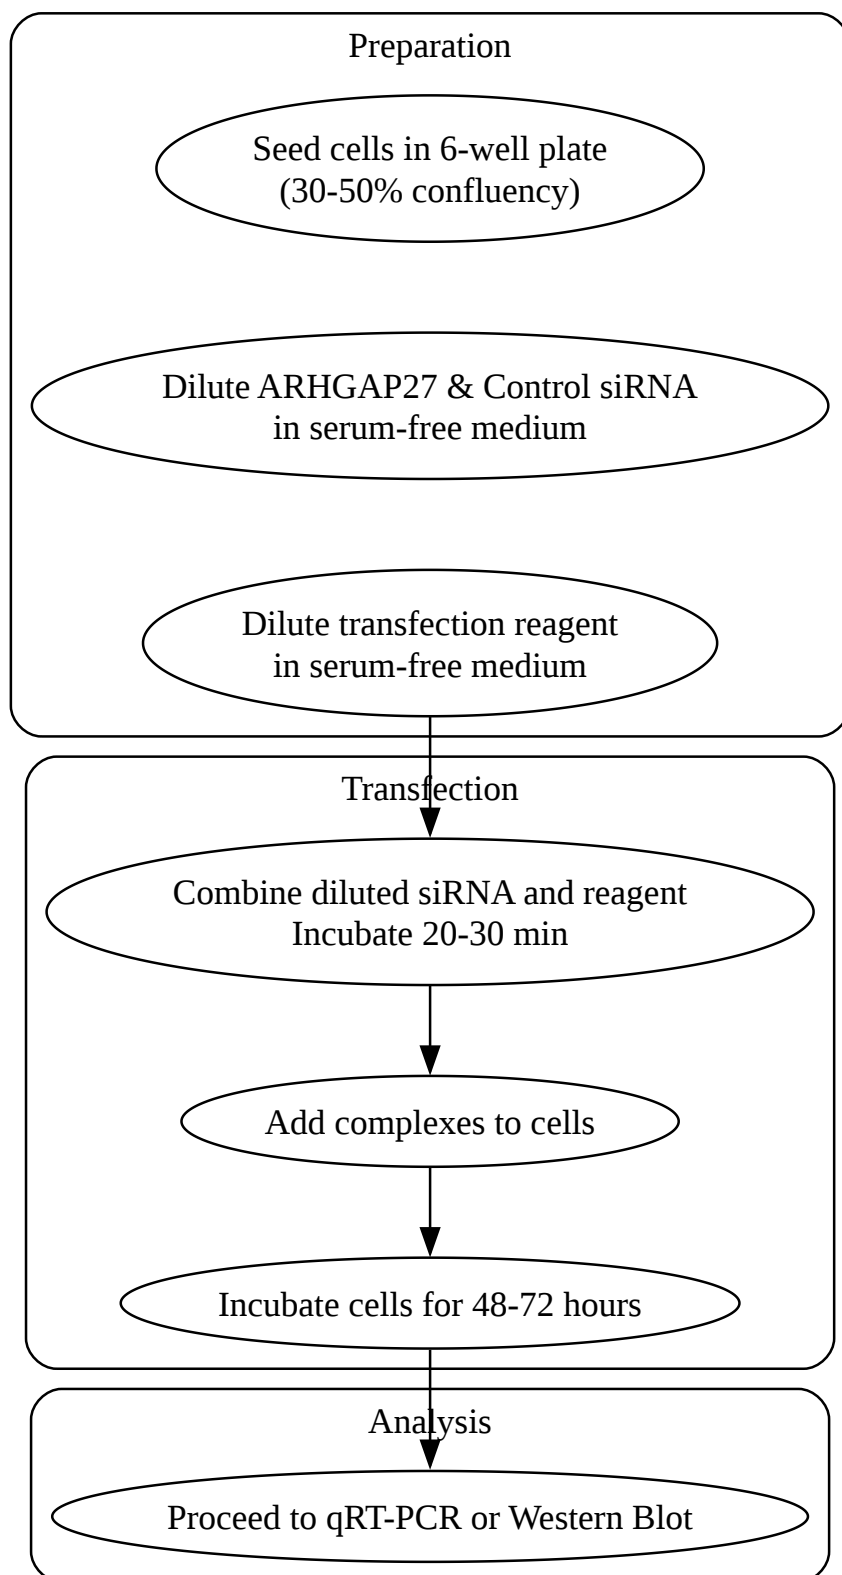 Preparation
Seed cells in 6-well plate
(30-50% confluency)
Dilute ARHGAP27 & Control siRNA
in serum-free medium
Dilute transfection reagent
in serum-free medium
Transfection
Combine diluted siRNA and reagent
Incubate 20-30 min
Add complexes to cells
Incubate cells for 48-72 hours
Analysis
Proceed to qRT-PCR or Western Blot